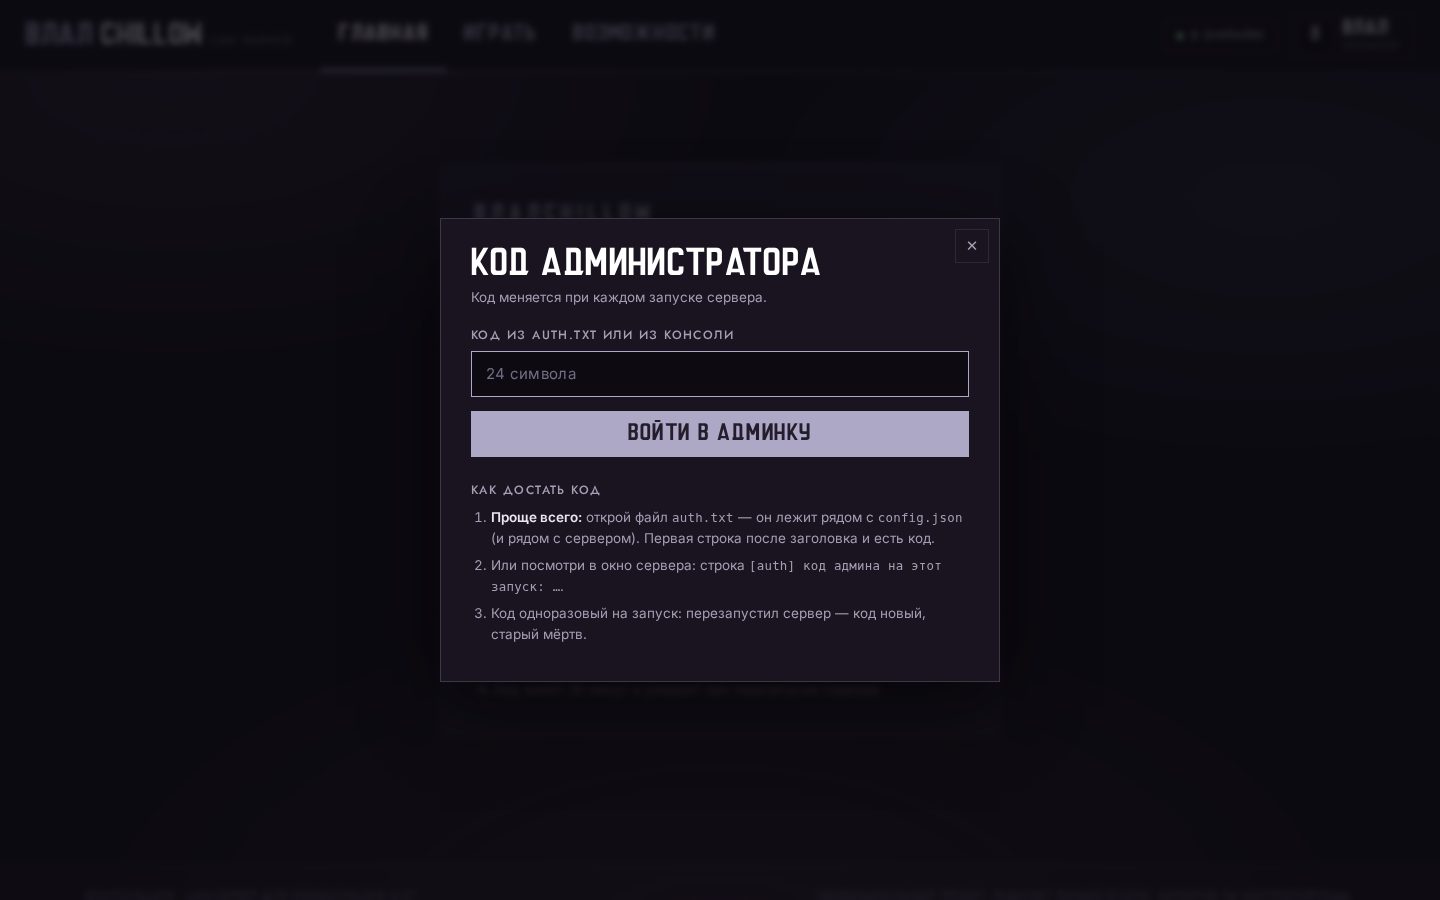 ВЛАЛ CHILLOW
ГЛАВНАЯ
ИГРАТЬ
ВОЗМОЖНОСТИ
ВЛАЛ
ВЛАЛCHILLOW
КОД АДМИНИСТРАТОРА
✕
Код меняется при каждом запуске сервера.
КОД ИЗ AUTH.TXT ИЛИ ИЗ КОНСОЛИ
24 символа
ВОЙТИ В АДМИНКУ
КАК ДОСТАТЬ КОД
1. Проще всего: открой файл auth.txt — он лежит рядом с config.json
(и рядом с сервером). Первая строка после заголовка и есть код.
2. Или посмотри в окно сервера: строка [auth] код админа на этот
запуск: ….
3. Код одноразовый на запуск: перезапустил сервер — код новый,
старый мёртв.